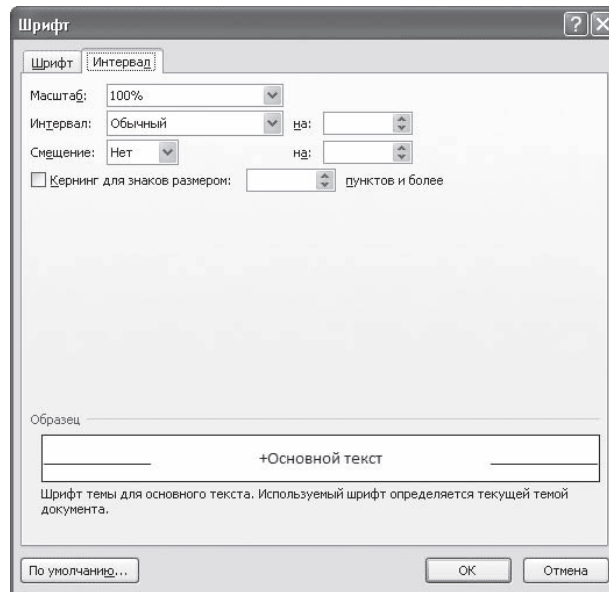 Шрифт
Шрифт Интервал
Масштаб: 100%
Интервал: Обычный на:
Смещение: Нет на:
Кернинг для знаков размером: пунктов и более
Образец
+Основной текст
Шрифт темы для основного текста. Используемый шрифт определяется текущей темой
документа.
По умолчанию... ОК Отмена